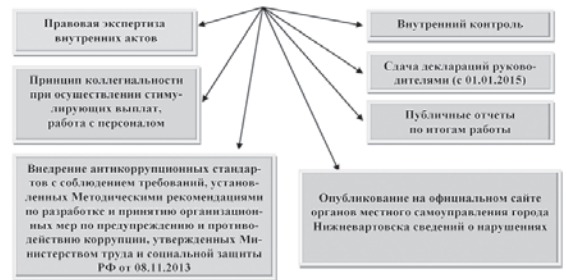 Правовая экспертиза
внутренних актов
Принцип коллегиальности
при осуществлении стиму-
лирующих выплат,
работа с персоналом
Внедрение антикоррупционных стандар-
тов с соблюдением требований, установ-
ленных Методическими рекомендациями
по разработке и принятию организацион-
ных мер по предупреждению и противо-
действию коррупции, утвержденных Ми-
нистерством труда и социальной защиты
РФ от 08.11.2013
Внутренний контроль
Сдача деклараций руково-
дителями (с 01.01.2015)
Публичные отчеты
по итогам работы
Опубликование на официальном сайте
органов местного самоуправления города
Нижневартовска сведений о нарушениях